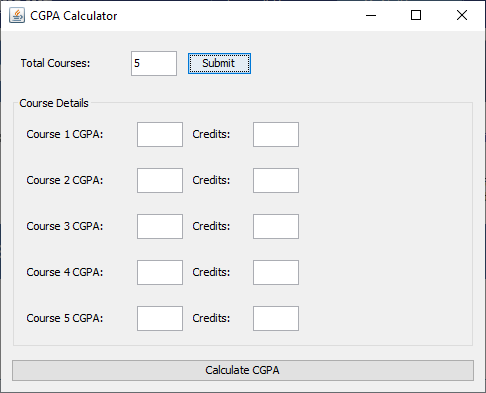 CGPA Calculator
Total Courses: 5 Submit
Course Details
Course 1 CGPA: Credits:
Course 2 CGPA: Credits:
Course 3 CGPA: Credits:
Course 4 CGPA: Credits:
Course 5 CGPA: Credits:
Calculate CGPA